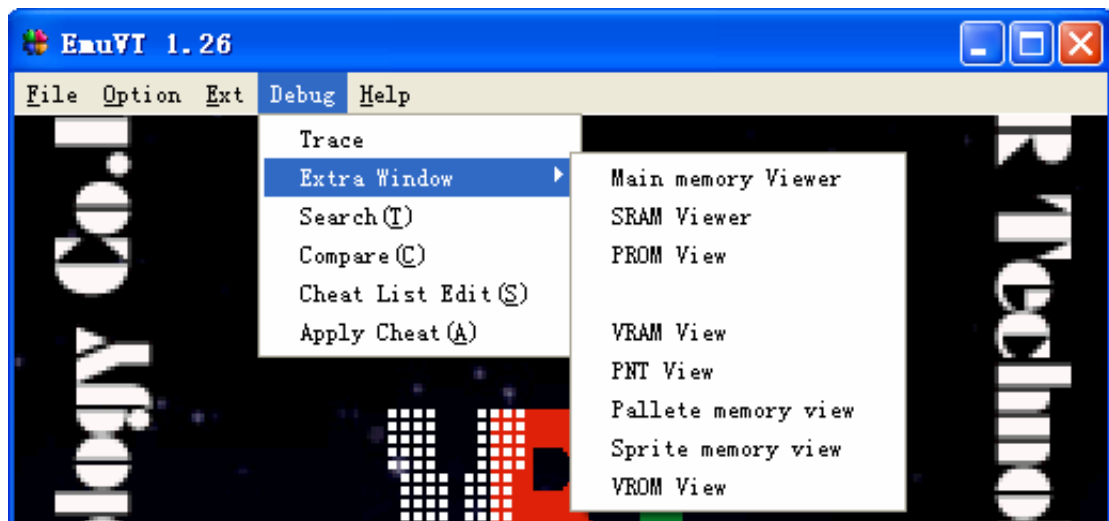 EmuVT 1.26
File Option Ext Debug Help
Trace
Extra Window
Search(T)
Compare(C)
Cheat List Edit(S)
Apply Cheat(A)
Main memory Viewer
SRAM Viewer
PROM View
VRAM View
PNT View
Pallete memory view
Sprite memory view
VROM View